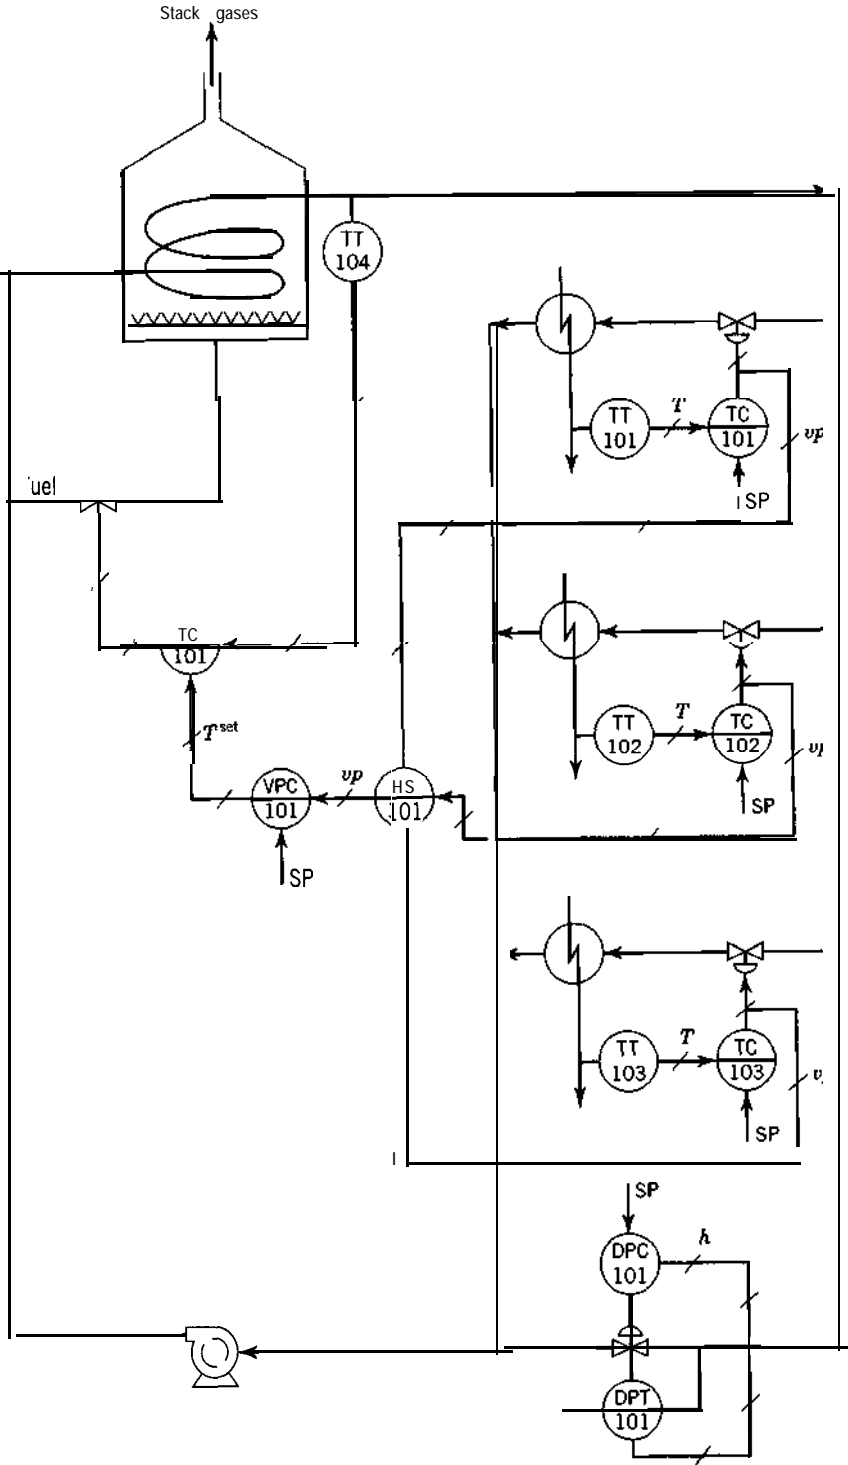 Stack gases
TT
104
TT
101
T
TC
101
vp
SP
uel
TC
101
T set
VPC
101
SP
vp
HS
101
TT
102
T
TC
102
SP
TT
103
T
TC
103
v
SP
SP
DPC
101
h
DPT
101